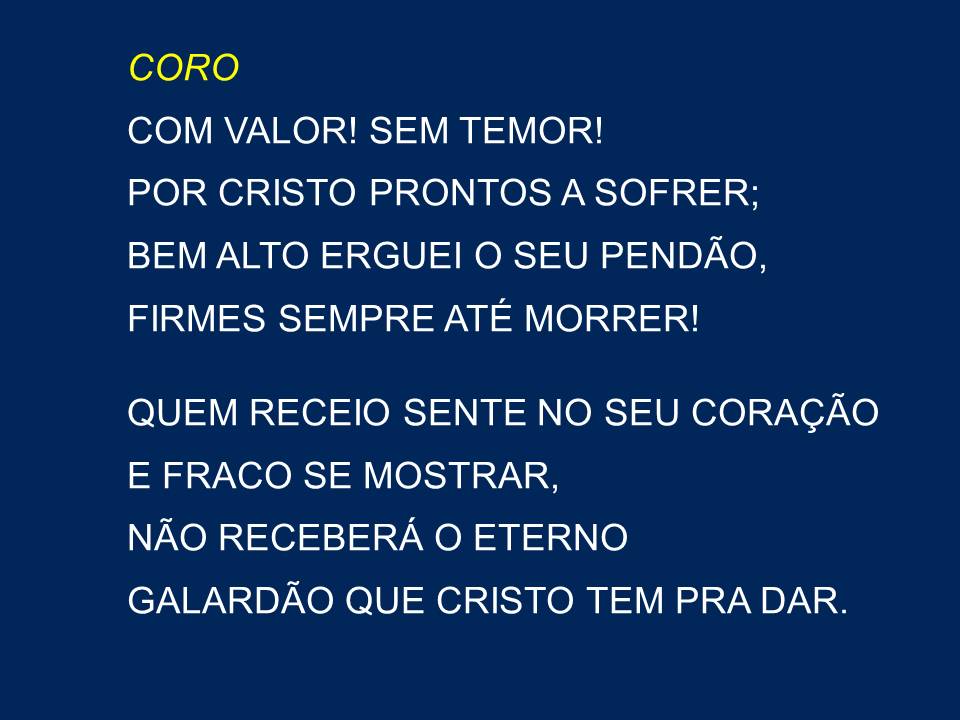 CORO
COM VALOR! SEM TEMOR!
POR CRISTO PRONTOS A SOFRER;
BEM ALTO ERGUEI O SEU PENDÃO,
FIRMES SEMPRE ATÉ MORRER!
QUEM RECEIO SENTE NO SEU CORAÇÃO
E FRACO SE MOSTRAR,
NÃO RECEBERÁ O ETERNO
GALARDÃO QUE CRISTO TEM PRA DAR.